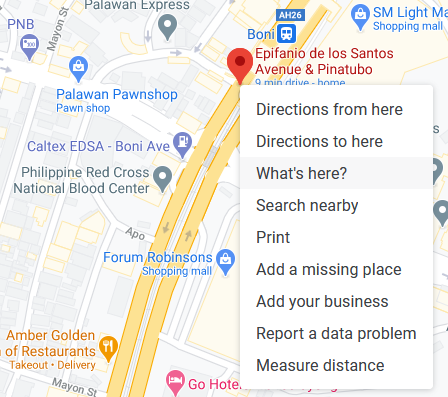 Palawan Express
AH26
SM Light Ma
Shopping mall
PNB
Mayon St
Boni
Epifanio de los Santos
Avenue & Pinatubo
9 min drive - home
Palawan Pawnshop
Pawn shop
Directions from here
Caltex EDSA - Boni Ave
Directions to here
Philippine Red Cross
National Blood Center
What's here?
Search nearby
Apo
Print
Forum Robinsons
Shopping mall
Add a missing place
Add your business
Amber Golden
n of Restaurants
Takeout • Delivery
Report a data problem
Measure distance
Mayon St
Go Hote